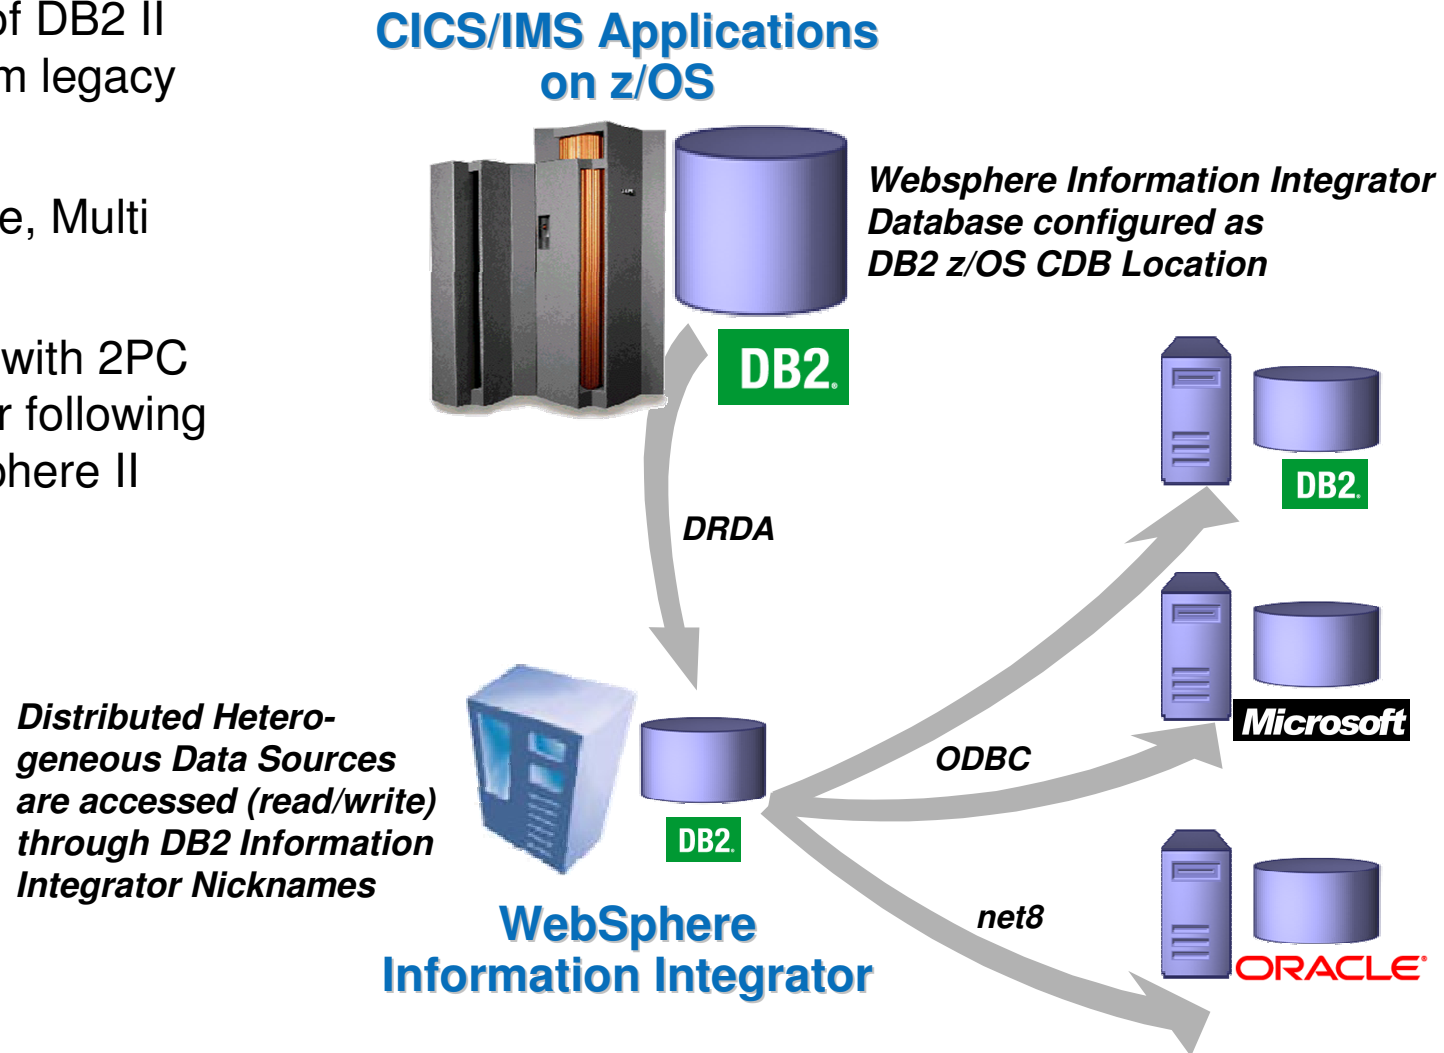 of DB2 II
m legacy
e, Multi
with 2PC
r following
phere II
CICS/IMS Applications
on z/OS
Websphere Information Integrator
Database configured as
DB2 z/OS CDB Location
DB2.
DRDA
DB2.
Microsoft
ODBC
Distributed Hetero-
geneous Data Sources
are accessed (read/write)
through DB2 Information
Integrator Nicknames
DB2.
WebSphere
Information Integrator
net8
ORACLE®